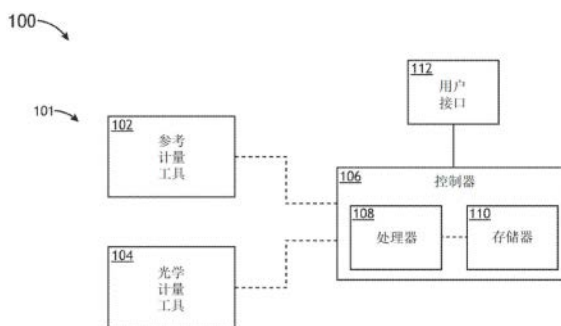 100
101
112
用户
接口
102
参考
计量
工具
106
控制器
108
处理器
110
存储器
104
光学
计量
工具